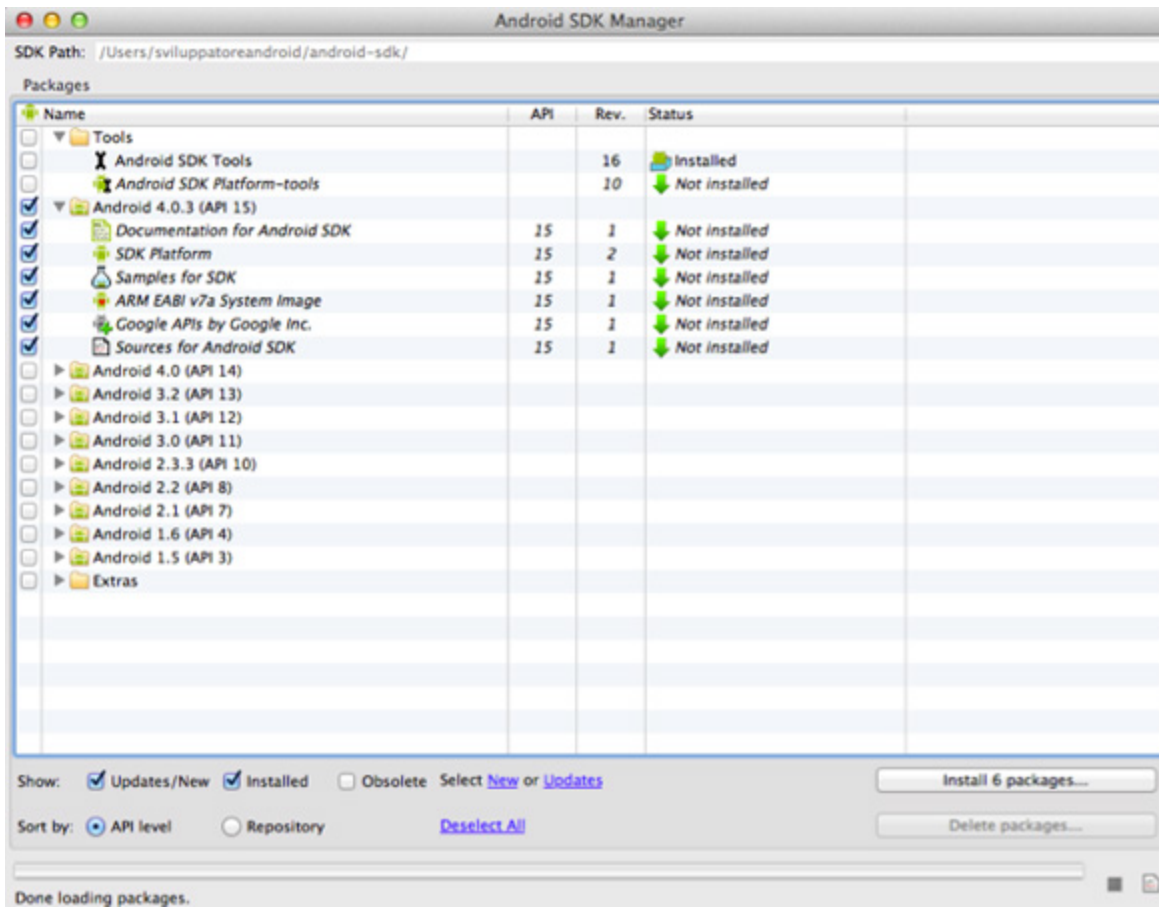 Android SDK Manager
SDK Path: /Users/sviluppatoreandroid/android-sdk/
Packages
Name API Rev. Status
Tools
Android SDK Tools 16 Installed
Android SDK Platform-tools 10 Not installed
Android 4.0.3 (API 15)
Documentation for Android SDK 15 1 Not installed
SDK Platform 15 2 Not installed
Samples for SDK 15 1 Not installed
ARM EABI v7a System Image 15 1 Not installed
Google APIs by Google Inc. 15 1 Not installed
Sources for Android SDK 15 1 Not installed
Android 4.0 (API 14)
Android 3.2 (API 13)
Android 3.1 (API 12)
Android 3.0 (API 11)
Android 2.3.3 (API 10)
Android 2.2 (API 8)
Android 2.1 (API 7)
Android 1.6 (API 4)
Android 1.5 (API 3)
Extras
Show: Updates/New Installed Obsolete Select New or Updates Install 6 packages...
Sort by: API level Repository Deselect All Delete packages....
Done loading packages.